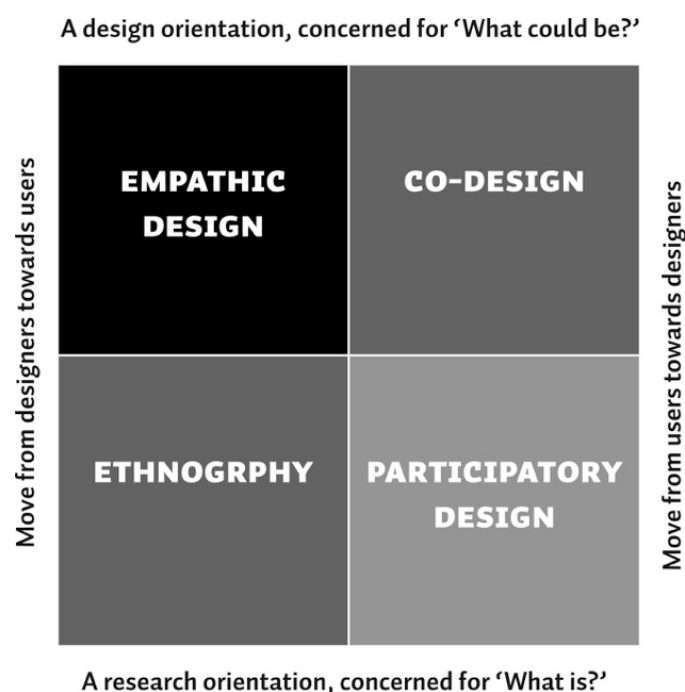 A design orientation, concerned for ‘What could be?’
Move from designers towards users
EMPATHIC
DESIGN
CO-DESIGN
Move from users towards designers
ETHNOGRPHY
PARTICIPATORY
DESIGN
A research orientation, concerned for ‘What is?’